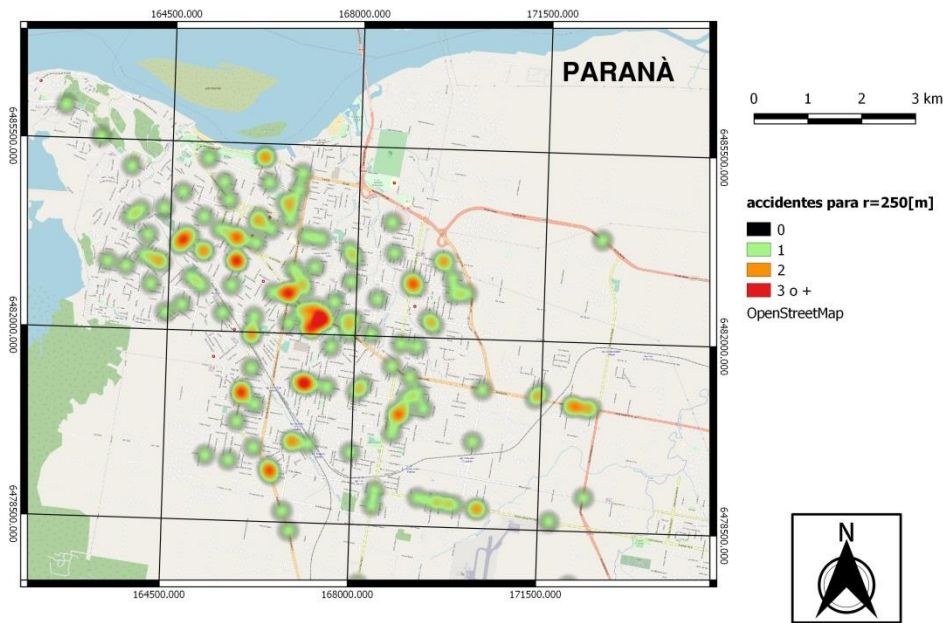 164500.000 168000.000 171500.000
PARANÀ
6485500.000 6485500.000
6482000.000 6482000.000
6478500.000 6478500.000
164500.000 168000.000 171500.000
0 1 2 3 km
accidentes para r=250[m]
0
1
2
3 o +
OpenStreetMap
N